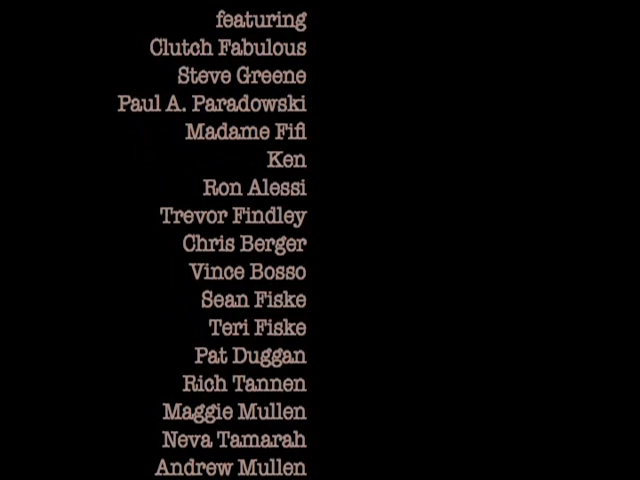 featuring
Clutch Fabulous
Steve Greene
Paul A. Paradowski
Madame Fifi
Ken
Ron Alessi
Trevor Findley
Chris Berger
Vince Bosso
Sean Fiske
Teri Fiske
Pat Duggan
Rich Tannen
Maggie Mullen
Neva Tamarah
Andrew Mullen